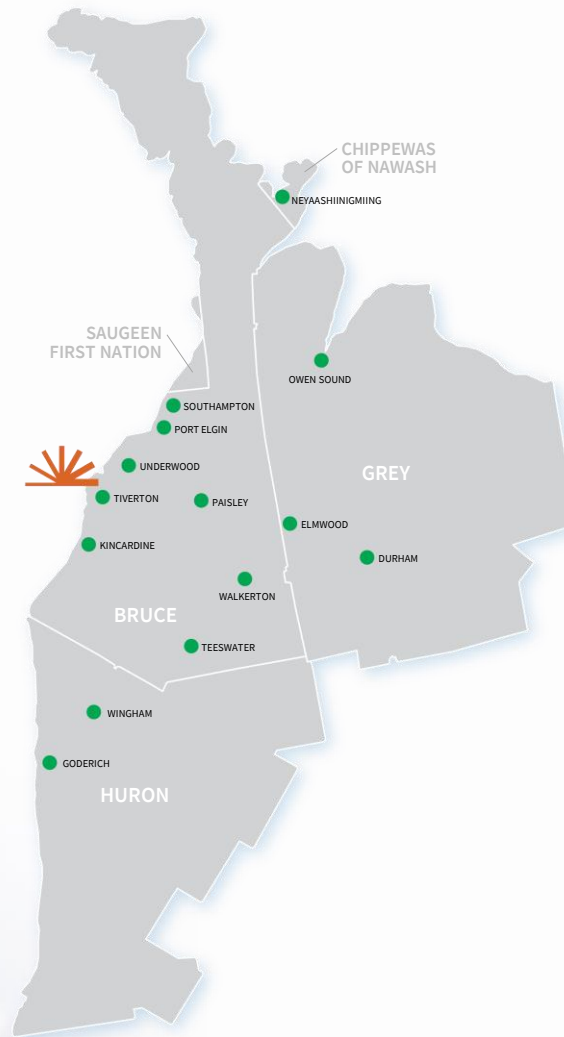 CHIPPEWAS
OF NAWASH
NEYAASHIINIGMIING
SAUGEEN
FIRST NATION
OWEN SOUND
SOUTHAMPTON
PORT ELGIN
UNDERWOOD
GREY
TIVERTON
PAISLEY
ELMWOOD
KINCARDINE
DURHAM
WALKERTON
BRUCE
TEESWATER
WINGHAM
GODERICH
HURON